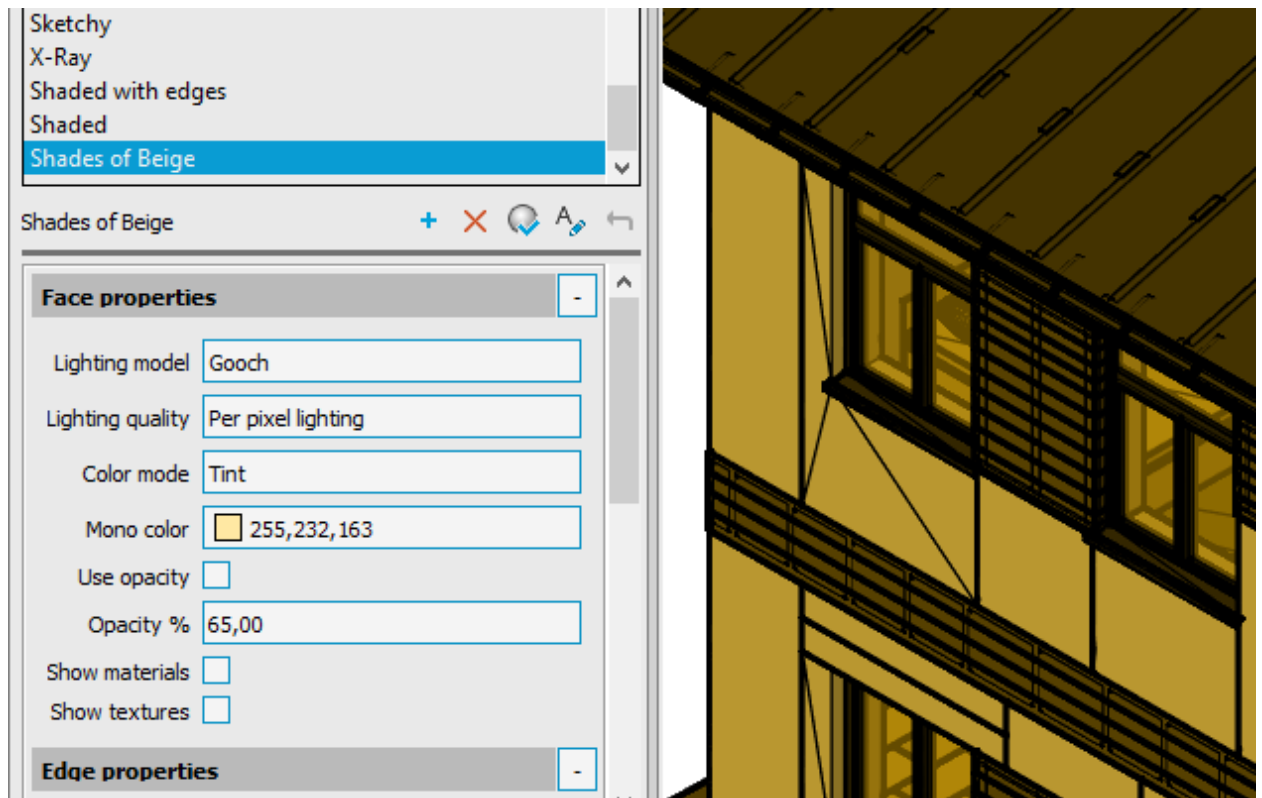 Sketchy
X-Ray
Shaded with edges
Shaded
Shades of Beige
Shades of Beige
Face properties -
Lighting model Gooch
Lighting quality Per pixel lighting
Color mode Tint
Mono color 255,232,163
Use opacity
Opacity % 65,00
Show materials
Show textures
Edge properties -